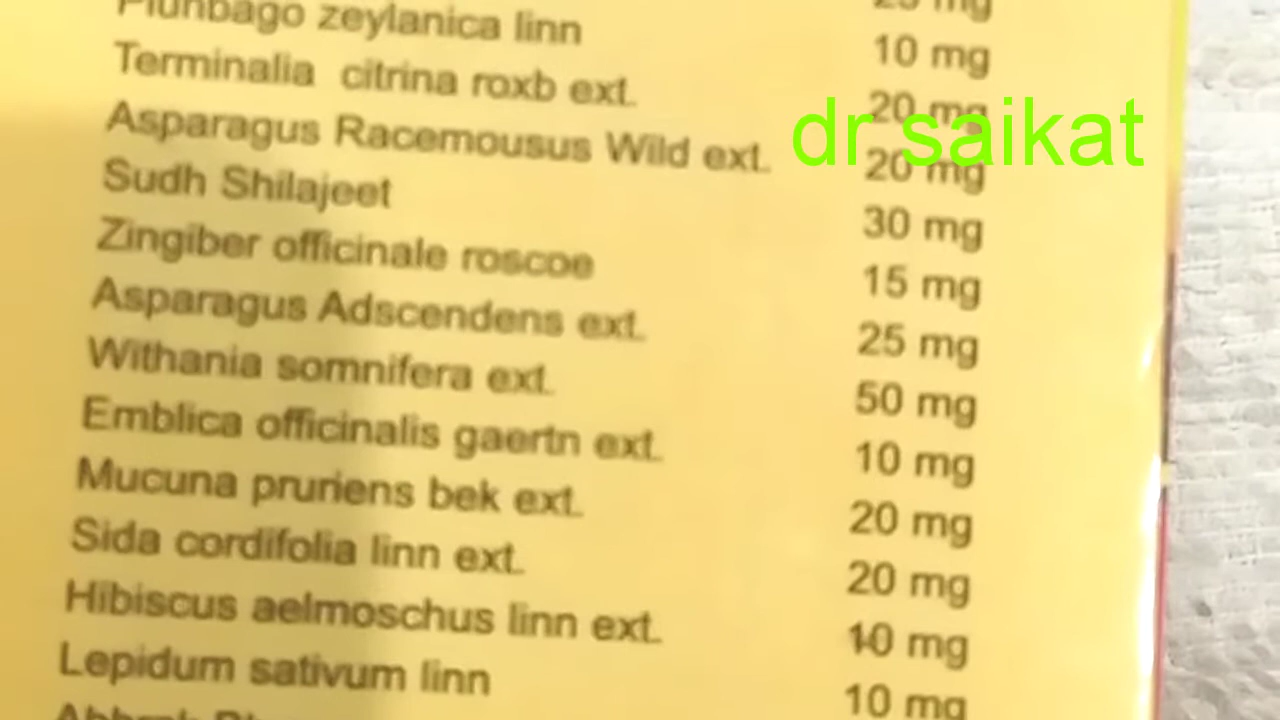 zeylanica linn 10 mg
Terminalia citrina roxb ext. 20 mg
dr saikat
Asparagus Racemousus Wild ext. 20 mg
Sudh Shilajeet 30 mg
Zingiber officinale roscoe 15 mg
Asparagus Adscendens ext. 25 mg
Withania somnifera ext. 50 mg
Emblica officinalis gaertn ext. 10 mg
Mucuna pruriens bek ext. 20 mg
Sida cordifolia linn ext. 20 mg
Hibiscus aelmoschus linn ext. 10 mg
Lepidum sativum linn 10 mg